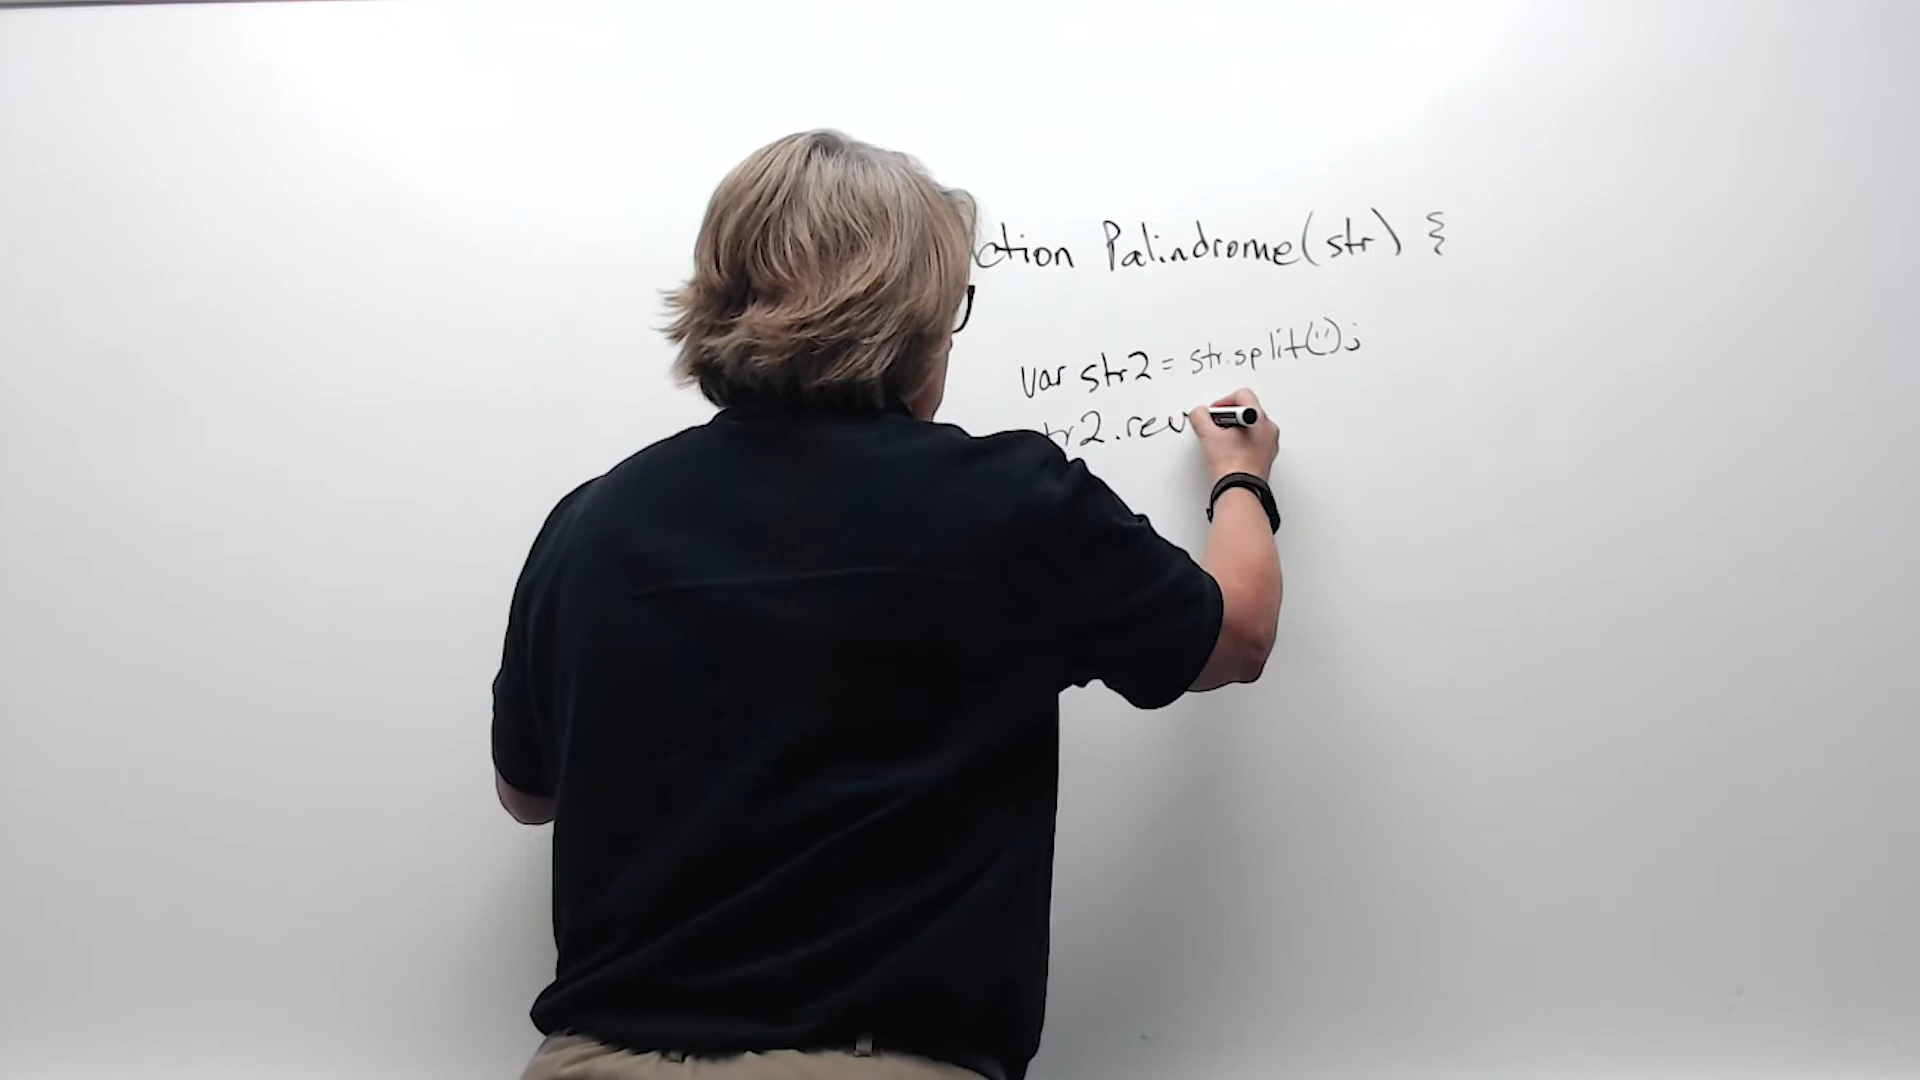 ction Palindrome(str) {
var str2 = str.split('');
tr2.rev